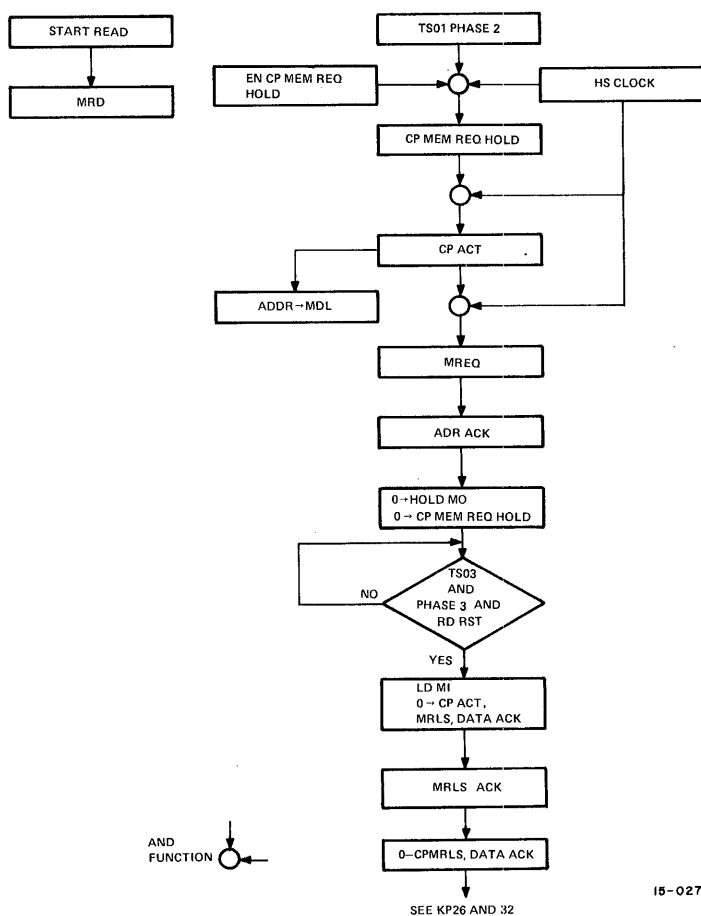 START READ
MRD
TS01 PHASE 2
EN CP MEM REQ
HOLD
HS CLOCK
CP MEM REQ HOLD
CP ACT
ADDR→MDL
MREQ
ADR ACK
0→HOLD MO
0→CP MEM REQ HOLD
TS03
AND
PHASE 3 AND
RD RST
NO
YES
LD MI
0→CP ACT,
MRLS, DATA ACK
MRLS ACK
0–CPMRLS, DATA ACK
AND
FUNCTION
SEE KP26 AND 32
15-027